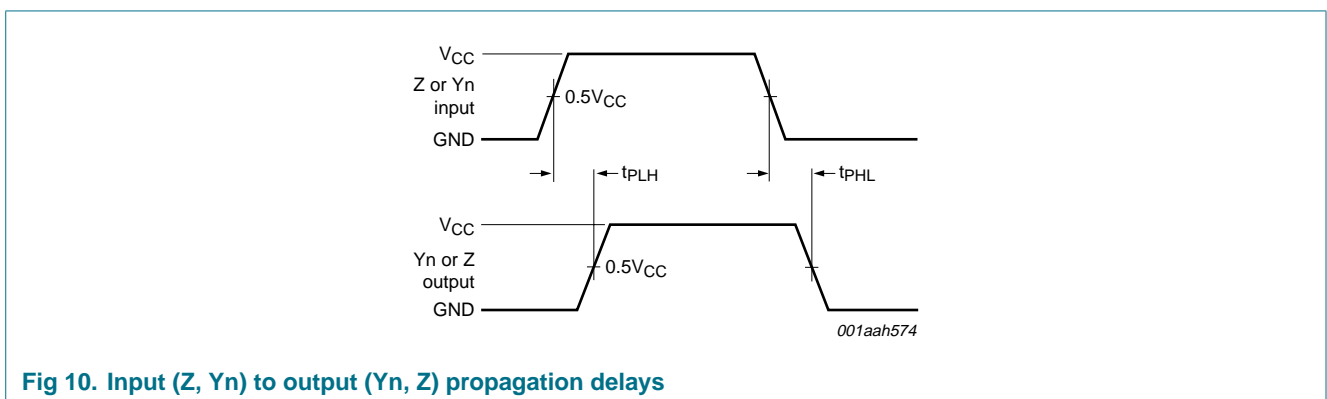 VCC
Z or Yn
input
0.5VCC
GND
tPLH
tPHL
VCC
Yn or Z
output
0.5VCC
GND
001aah574
Fig 10. Input (Z, Yn) to output (Yn, Z) propagation delays